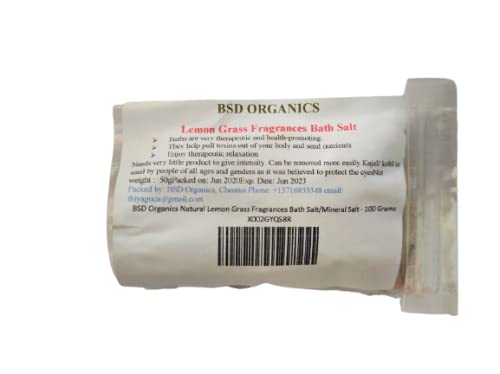 BSD ORGANICS
Lemon Grass Fragrances Bath Salt
➤ Baths are very therapeutic and health-promoting.
➤ They help pull toxins out of your body and send nutrients
➤ Enjoy therapeutic relaxation
Needs very little product to give intensity. Can be removed more easily. Kajal/kohl is
used by people of all ages and genders as it was believed to protect the eyesNet
weight : 50gPacked on: Jun 2020Exp. Date: Jun 2023
Packed by: BSD Organics, Chennai Phone: +13716833348 email:
@gmail.com
BSD Organics Natural Lemon Grass Fragrances Bath Salt/Mineral Salt - 100 Grams
X002GYQSBR